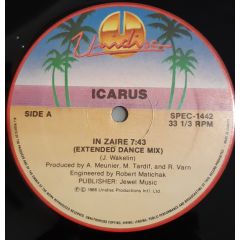 Unidisc
ICARUS
SIDE A
SPEC-1442
33 1/3 RPM
IN ZAIRE 7:43
(EXTENDED DANCE MIX)
(J. Wakelin)
Produced by A. Meunier, M. Tardif, and R. Varn
Engineered by Robert Matichak
PUBLISHER: Jewel Music